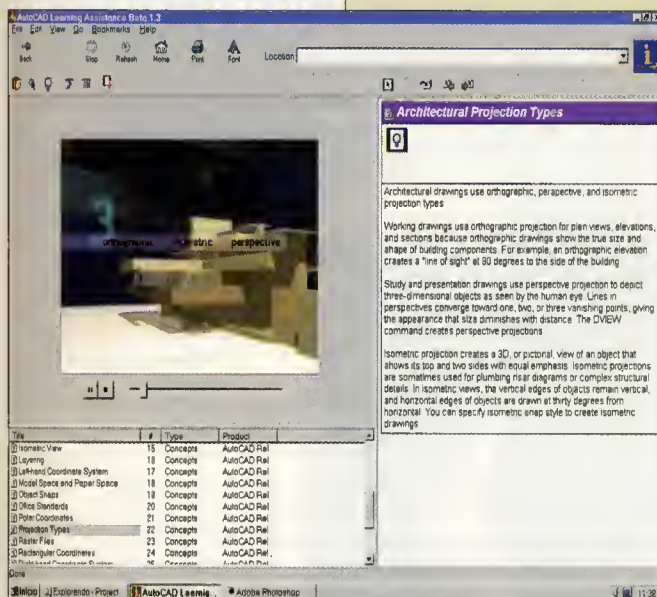 AutoCAD Learning Assistance Beta 1.3
File Edit View Go Bookmarks Help
Back Stop Refresh Home Print Font Location:
Architectural Projection Types
orthographic isometric perspective
Architectural drawings use orthographic, perspective, and isometric
projection types
Working drawings use orthographic projection for plan views, elevations,
and sections because orthographic drawings show the true size and
shape of building components. For example, an orthographic elevation
creates a "line of sight" at 90 degrees to the side of the building
Study and presentation drawings use perspective projection to depict
three-dimensional objects as seen by the human eye. Lines in
perspectives converge toward one, two, or three vanishing points, giving
the appearance that size diminishes with distance. The DVIEW
command creates perspective projections
Isometric projection creates a 3D, or pictorial, view of an object that
shows its top and two sides with equal emphasis. Isometric projections
are sometimes used for plumbing riser diagrams or complex structural
details. In isometric views, the vertical edges of objects remain vertical,
and horizontal edges of objects are drawn at thirty degrees from
horizontal. You can specify isometric snap style to create isometric
drawings
Title # Type Product
Isometric View 15 Concepts AutoCAD Rel
Layering 16 Concepts AutoCAD Rel
Left-hand Coordinate System 17 Concepts AutoCAD Rel
Model Space and Paper Space 18 Concepts AutoCAD Rel
Object Snaps 19 Concepts AutoCAD Rel
Office Standards 20 Concepts AutoCAD Rel
Polar Coordinates 21 Concepts AutoCAD Rel
Projection Types 22 Concepts AutoCAD Rel
Raster Files 23 Concepts AutoCAD Rel
Rectangular Coordinates 24 Concepts AutoCAD Rel
Right-hand Coordinate System 25 Concepts AutoCAD Rel
Done
Inicio Explorando - Project AutoCAD Learnin... Adobe Photoshop 11:38